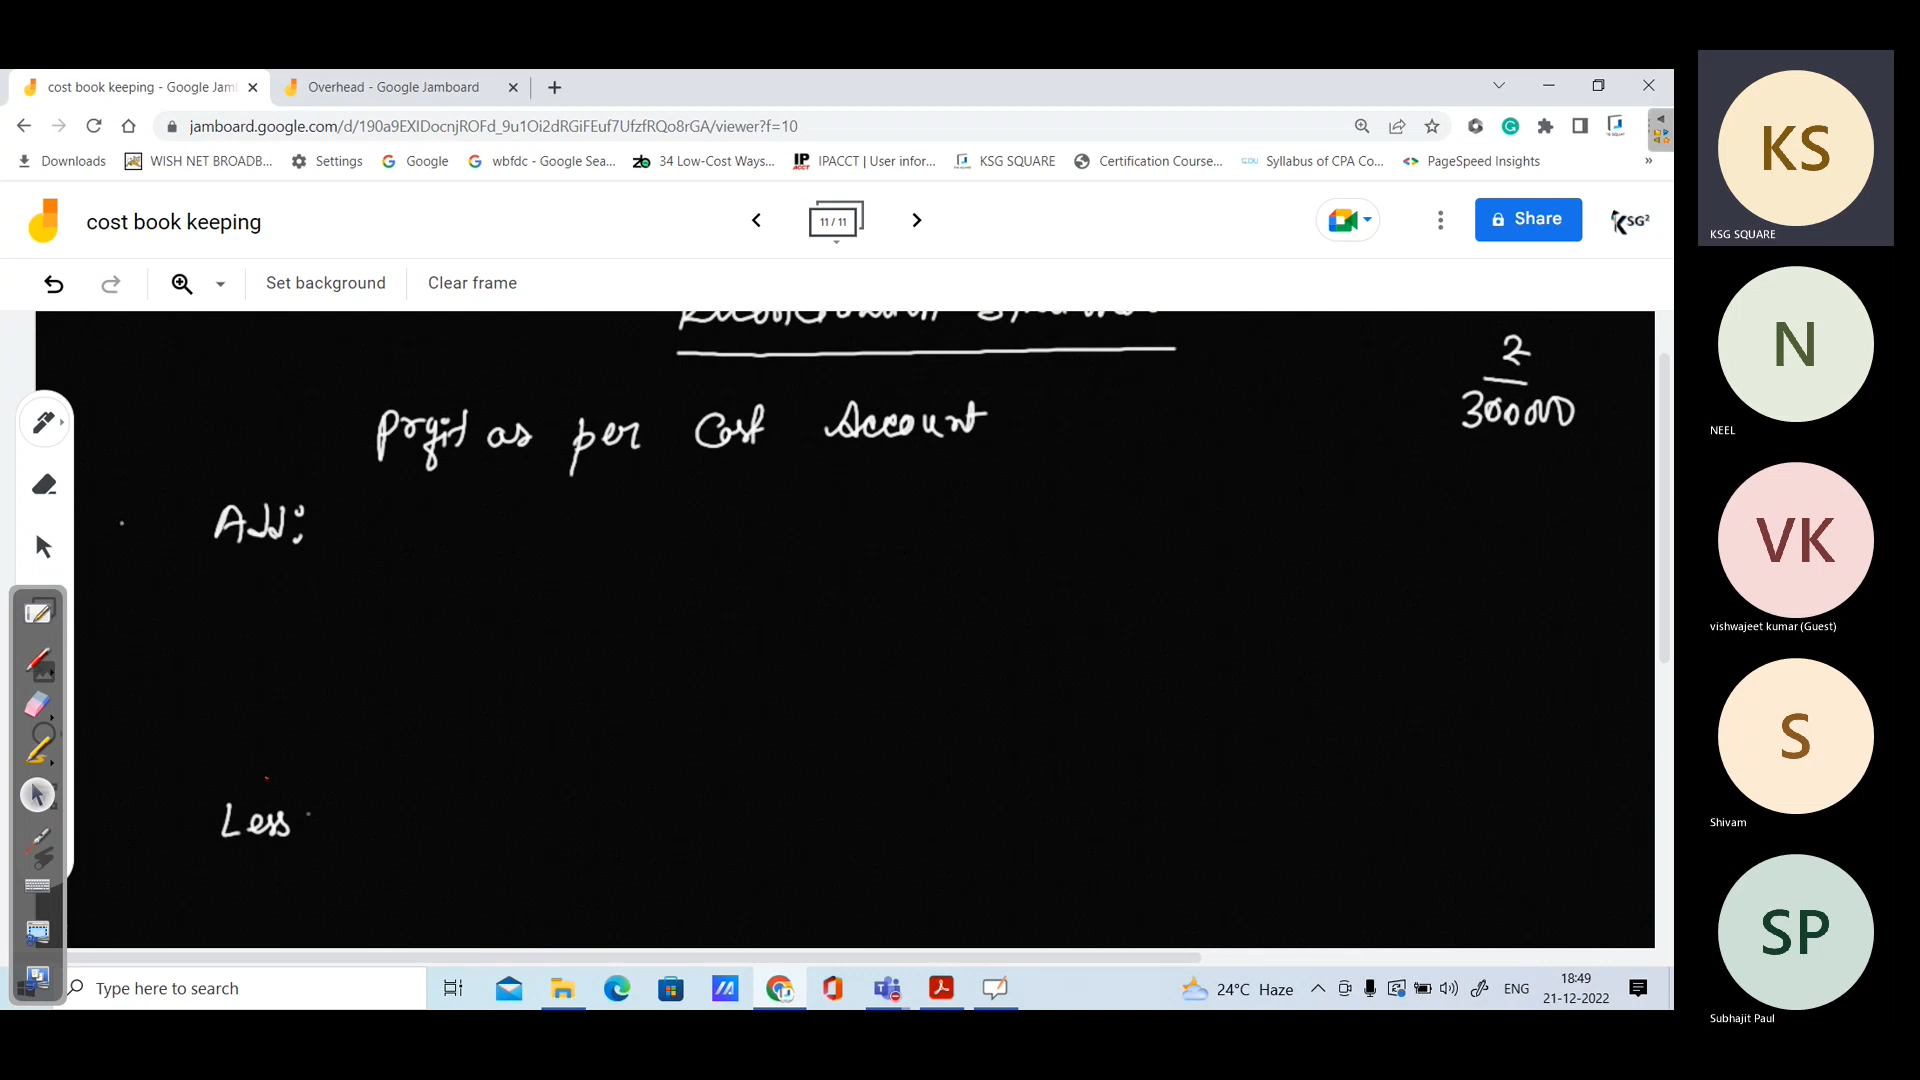 cost book keeping - Google Jam
Overhead - Google Jamboard
jamboard.google.com/d/190a9EXIDocnjROFd_9u1Oi2dRGiFEuf7UfzfRQo8rGA/viewer?f=10
Downloads
WISH NET BROADB...
Settings
Google
wbfdc - Google Sea...
34 Low-Cost Ways...
IPACCT | User infor...
KSG SQUARE
Certification Course...
Syllabus of CPA Co...
PageSpeed Insights
cost book keeping
11 / 11
Share
KSG²
Set background
Clear frame
2
Profit as per Cost Account
300000
Add:
Less
Type here to search
24°C Haze
ENG
18:49
21-12-2022
KS
KSG SQUARE
N
NEEL
VK
vishwajeet kumar (Guest)
S
Shivam
SP
Subhajit Paul